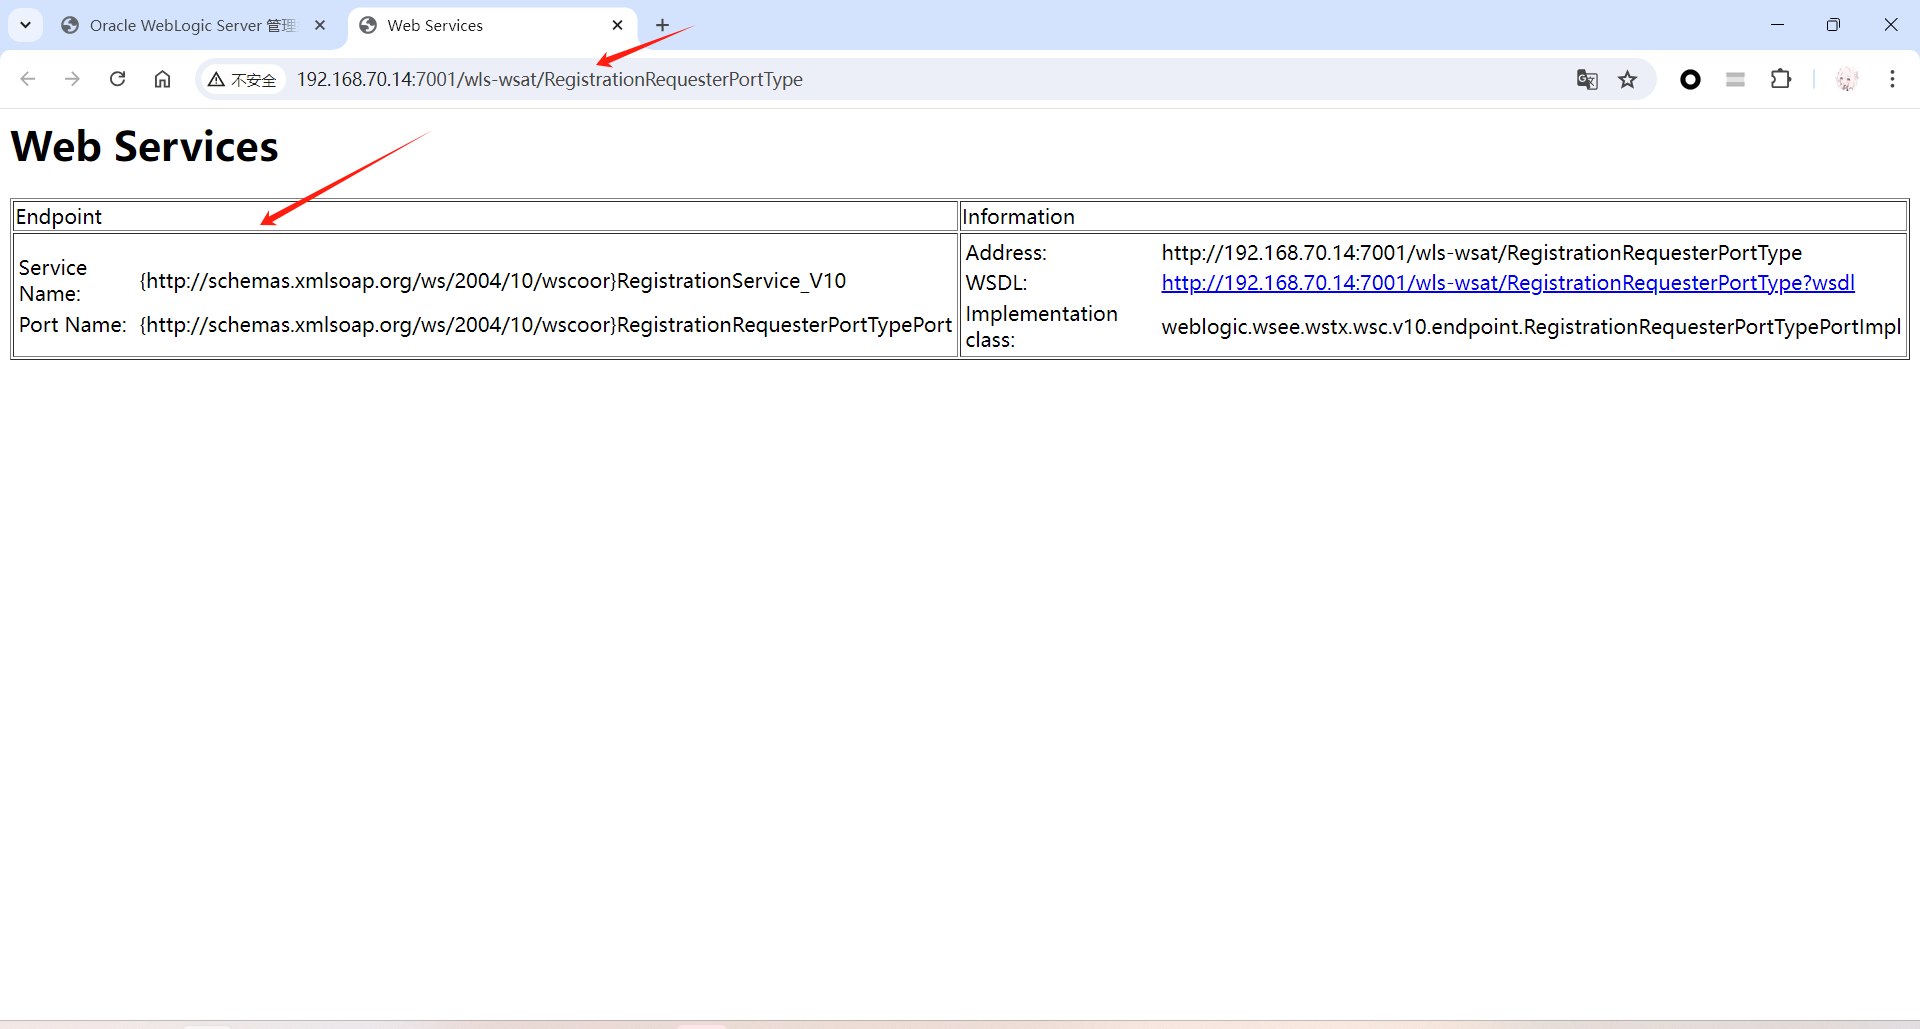 Oracle WebLogic Server 管理
Web Services
不安全
192.168.70.14:7001/wls-wsat/RegistrationRequesterPortType
Web Services
Endpoint
Information
Service Name:
{http://schemas.xmlsoap.org/ws/2004/10/wscoor}RegistrationService_V10
Port Name:
{http://schemas.xmlsoap.org/ws/2004/10/wscoor}RegistrationRequesterPortTypePort
Address:
http://192.168.70.14:7001/wls-wsat/RegistrationRequesterPortType
WSDL:
http://192.168.70.14:7001/wls-wsat/RegistrationRequesterPortType?wsdl
Implementation class:
weblogic.wsee.wstx.wsc.v10.endpoint.RegistrationRequesterPortTypePortImpl